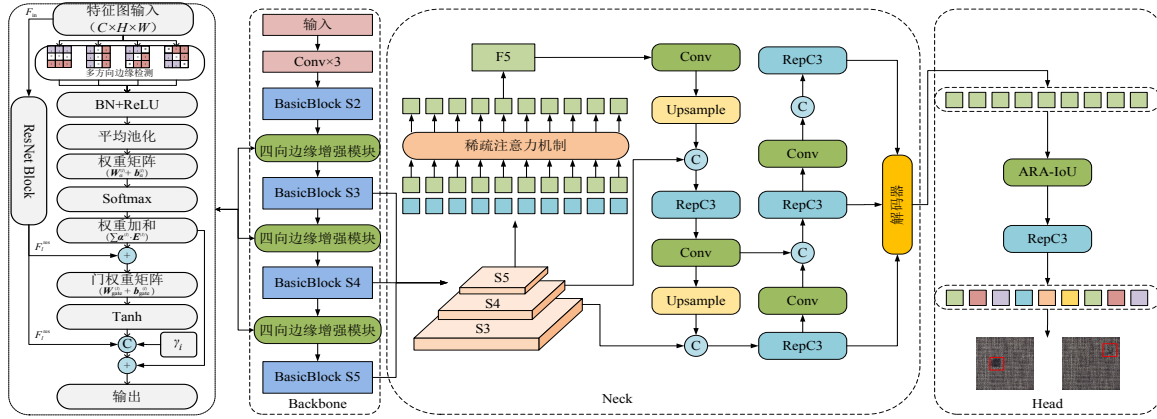 F_in
特征图输入
(C×H×W)
多方向边缘检测
BN+ReLU
平均池化
权重矩阵
Softmax
权重加和
+
门权重矩阵
Tanh
C
γ_i
+
输出
ResNet Block
输入
Conv×3
BasicBlock S2
四向边缘增强模块
BasicBlock S3
四向边缘增强模块
BasicBlock S4
四向边缘增强模块
BasicBlock S5
Backbone
F5
稀疏注意力机制
S5
S4
S3
Conv
Upsample
C
RepC3
Conv
Upsample
C
RepC3
C
Conv
RepC3
C
Conv
RepC3
解码器
Neck
ARA-IoU
RepC3
Head